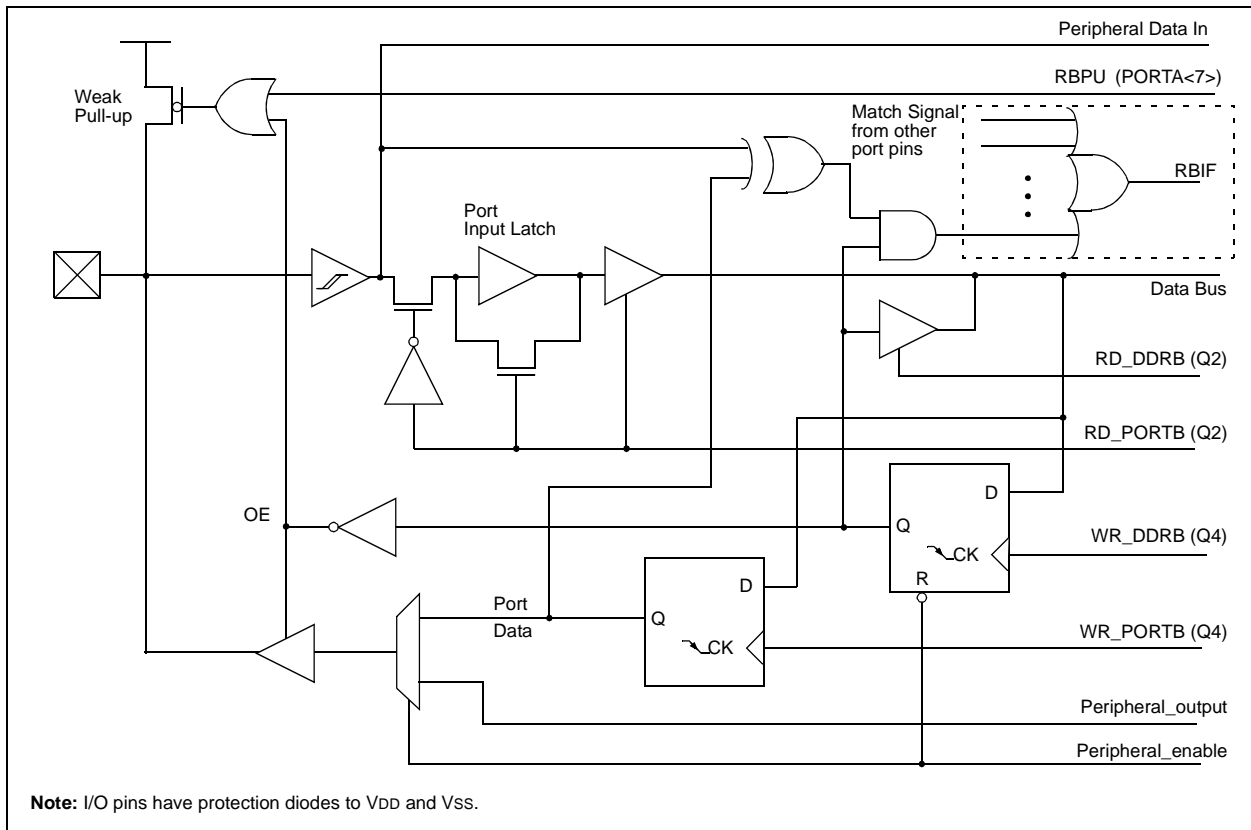 Peripheral Data In
RBPU (PORTA<7>)
Weak
Pull-up
Match Signal
from other
port pins
RBIF
Port
Input Latch
Data Bus
RD_DDRB (Q2)
RD_PORTB (Q2)
OE
D
Q
CK
R
WR_DDRB (Q4)
Port
Data
D
Q
CK
WR_PORTB (Q4)
Peripheral_output
Peripheral_enable
Note: I/O pins have protection diodes to VDD and VSS.